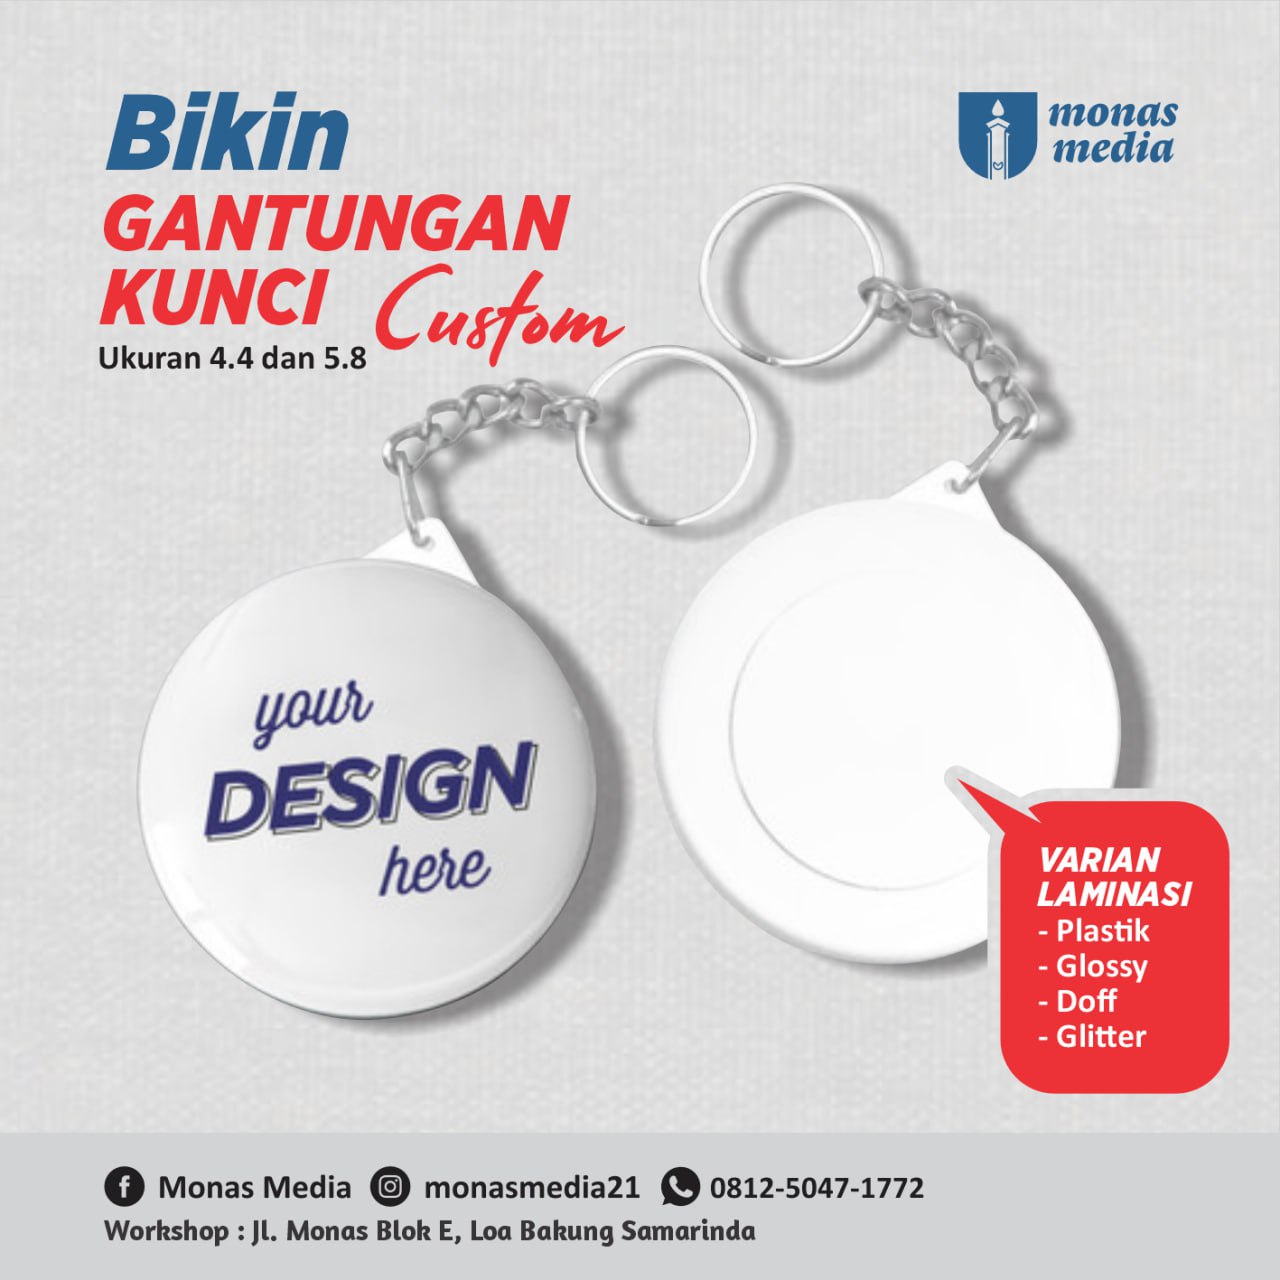 Bikin
GANTUNGAN
KUNCI Custom
Ukuran 4.4 dan 5.8
monas
media
your
DESIGN
here
VARIAN
LAMINASI
- Plastik
- Glossy
- Doff
- Glitter
Monas Media monasmedia21 0812-5047-1772
Workshop : Jl. Monas Blok E, Loa Bakung Samarinda